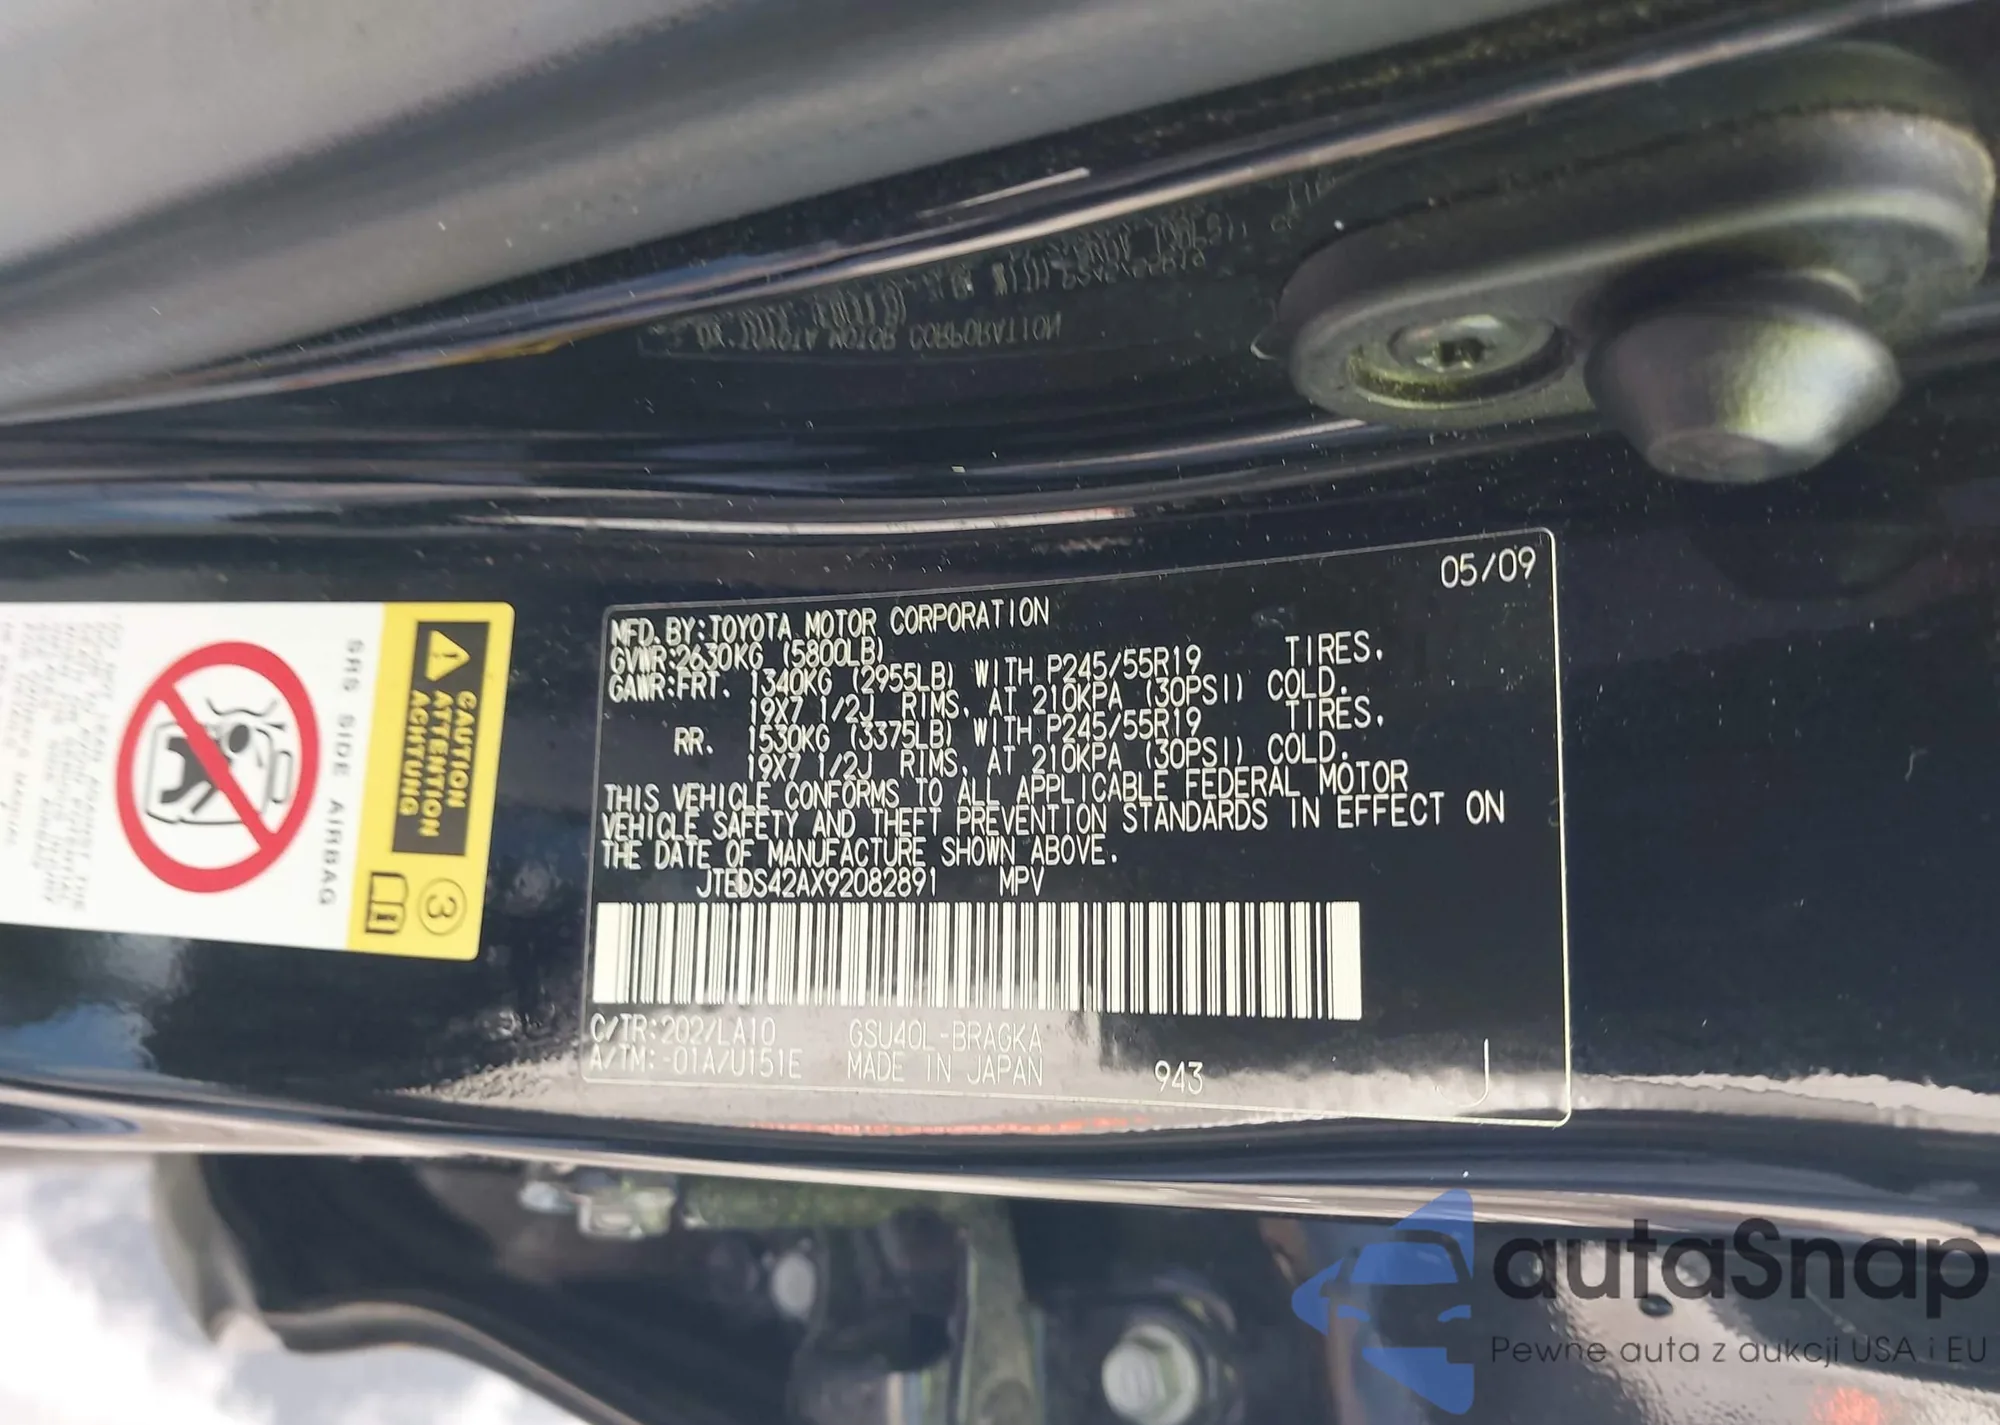 05/09
MFD. BY: TOYOTA MOTOR CORPORATION
GVWR: 2630KG (5800LB)
GAWR: FRT. 1340KG (2955LB) WITH P245/55R19 TIRES.
19X7 1/2J RIMS. AT 210KPA (30PSI) COLD.
RR. 1530KG (3375LB) WITH P245/55R19 TIRES.
19X7 1/2J RIMS. AT 210KPA (30PSI) COLD.
THIS VEHICLE CONFORMS TO ALL APPLICABLE FEDERAL MOTOR
VEHICLE SAFETY AND THEFT PREVENTION STANDARDS IN EFFECT ON
THE DATE OF MANUFACTURE SHOWN ABOVE.
JTEDS42AX92082891 MPV
C/TR: 202/LA10 GSU40L-BRAGKA
A/TM: -01A/U151E MADE IN JAPAN 943 J
CAUTION
ATTENTION
ACHTUNG
3
SRS SIDE AIRBAG
autaSnap
Pewne auta z aukcji USA i EU